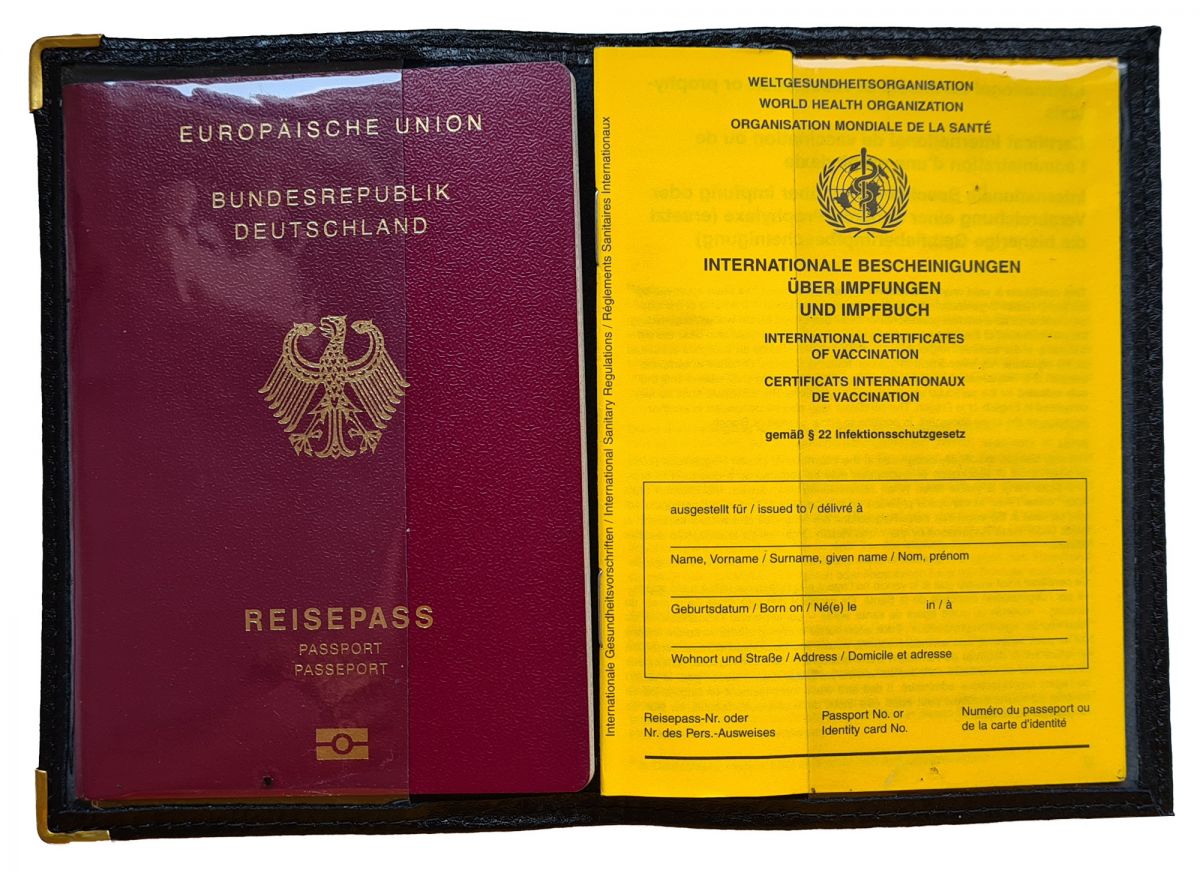 EUROPÄISCHE UNION
BUNDESREPUBLIK
DEUTSCHLAND
REISEPASS
PASSPORT
PASSEPORT
WELTGESUNDHEITSORGANISATION
WORLD HEALTH ORGANIZATION
ORGANISATION MONDIALE DE LA SANTÉ
INTERNATIONALE BESCHEINIGUNGEN
ÜBER IMPFUNGEN
UND IMPFBUCH
INTERNATIONAL CERTIFICATES
OF VACCINATION
CERTIFICATS INTERNATIONAUX
DE VACCINATION
gemäß § 22 Infektionsschutzgesetz
ausgestellt für / issued to / délivré à
Name, Vorname / Surname, given name / Nom, prénom
Geburtsdatum / Born on / Né(e) le in / à
Wohnort und Straße / Address / Domicile et adresse
Reisepass-Nr. oder
Nr. des Pers.-Ausweises
Passport No. or
Identity card No.
Numéro du passeport ou
de la carte d'identité
Internationale Gesundheitsvorschriften / International Sanitary Regulations / Réglements Sanitaires Internationaux